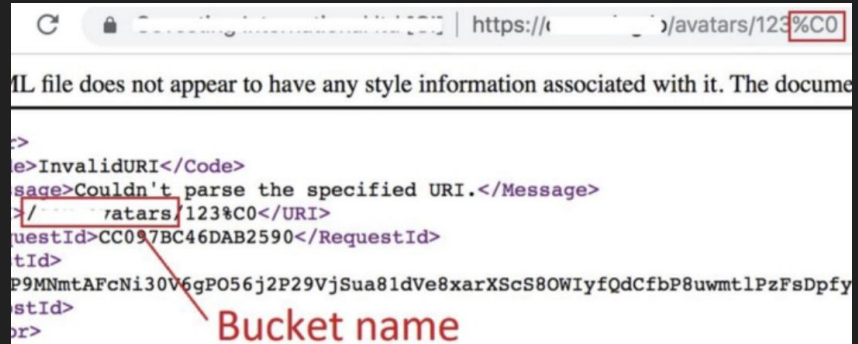 https:// /avatars/123%C0
ML file does not appear to have any style information associated with it. The docume
r>
e>InvalidURI</Code>
ssage>Couldn't parse the specified URI.</Message>
>/ vatars/123%C0</URI>
questId>CC097BC46DAB2590</RequestId>
tId>
P9MNmtAFcNi30V6gPO56j2P29VjSua81dVe8xarXScS8OWIyfQdCfbP8uwmtlPzFsDpfy
stId>
or>
Bucket name